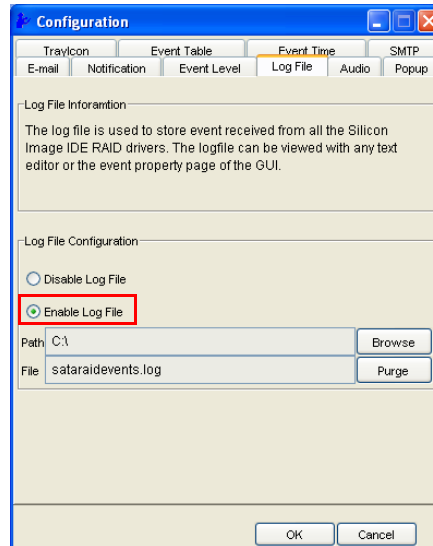 Configuration
TrayIcon Event Table Event Time SMTP
E-mail Notification Event Level Log File Audio Popup
Log File Inforamtion
The log file is used to store event received from all the Silicon
Image IDE RAID drivers. The logfile can be viewed with any text
editor or the event property page of the GUI.
Log File Configuration
Disable Log File
Enable Log File
Path C:\ Browse
File sataraidevents.log Purge
OK Cancel